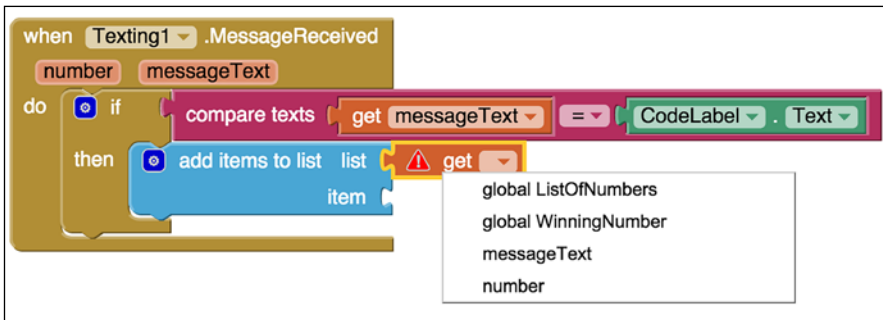 when Texting1 .MessageReceived
number messageText
do if compare texts get messageText = CodeLabel . Text
then add items to list list get
item
global ListOfNumbers
global WinningNumber
messageText
number